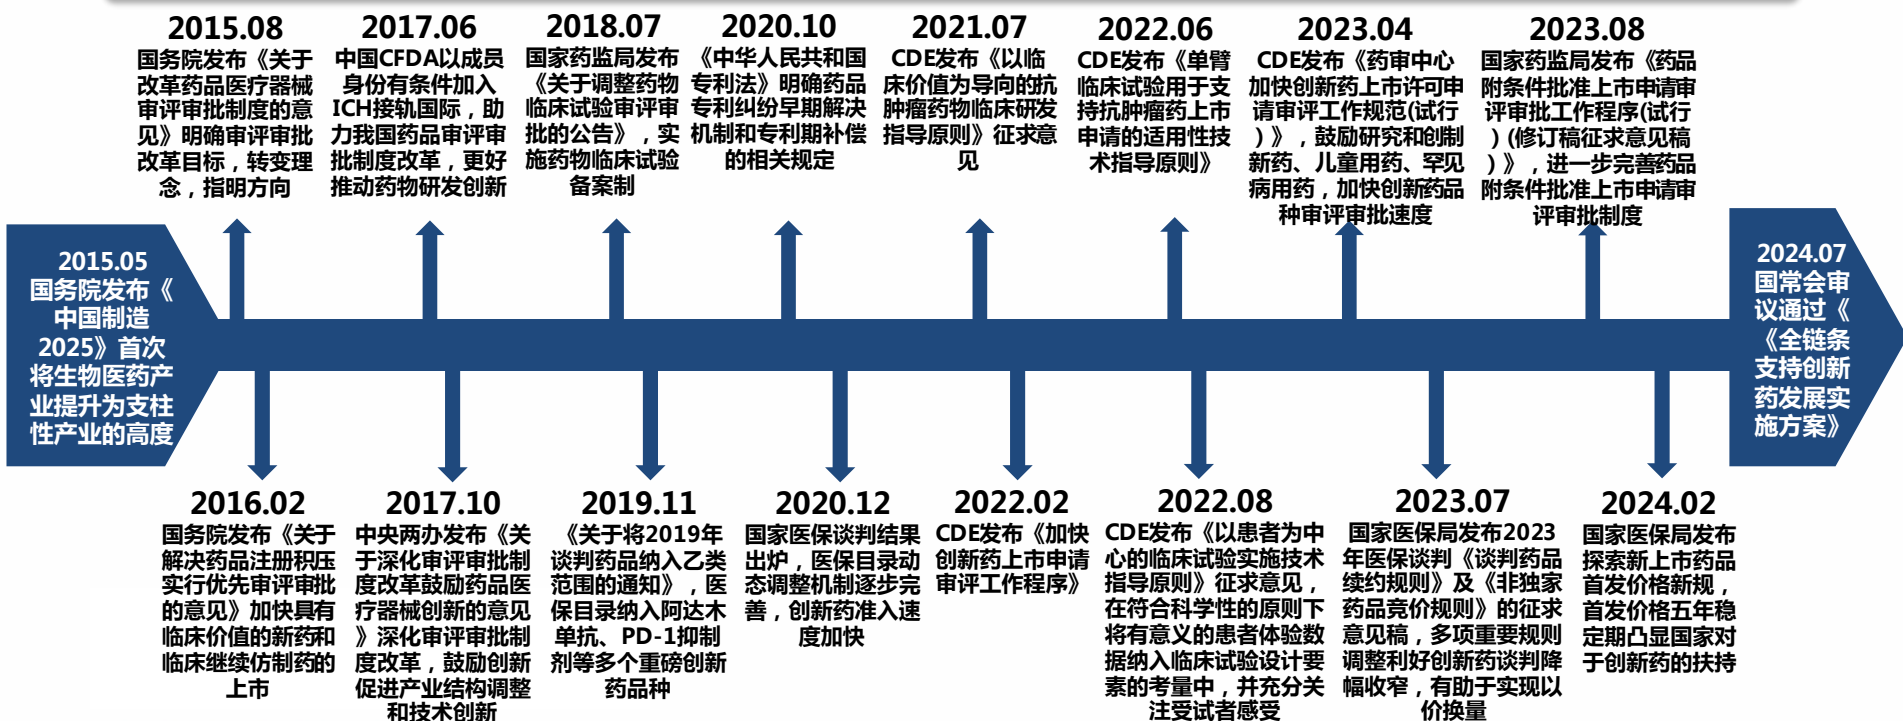 2015.08
国务院发布《关于
改革药品医疗器械
审评审批制度的意
见》明确审评审批
改革目标，转变理
念，指明方向
2017.06
中国CFDA以成员
身份有条件加入
ICH接轨国际，助
力我国药品审评审
批制度改革，更好
推动药物研发创新
2018.07
国家药监局发布
《关于调整药物
临床试验审评审
批的公告》，实
施药物临床试验
备案制
2020.10
《中华人民共和国
专利法》明确药品
专利纠纷早期解决
机制和专利期补偿
的相关规定
2021.07
CDE发布《以临
床价值为导向的抗
肿瘤药物临床研发
指导原则》征求意
见
2022.06
CDE发布《单臂
临床试验用于支
持抗肿瘤药上市
申请的适用性技
术指导原则》
2023.04
CDE发布《药审中心
加快创新药上市许可申
请审评工作规范(试行
)》，鼓励研究和创制
新药、儿童用药、罕见
病用药，加快创新药品
种审评审批速度
2023.08
国家药监局发布《药品
附条件批准上市申请审
评审批工作程序(试行
)(修订稿征求意见稿
)》，进一步完善药品
附条件批准上市申请审
评审批制度
2015.05
国务院发布《
中国制造
2025》首次
将生物医药产
业提升为支柱
性产业的高度
2024.07
国常会审
议通过《
《全链条
支持创新
药发展实
施方案》
2016.02
国务院发布《关于
解决药品注册积压
实行优先审评审批
的意见》加快具有
临床价值的新药和
临床继续仿制药的
上市
2017.10
中央两办发布《关
于深化审评审批制
度改革鼓励药品医
疗器械创新的意见
》深化审评审批制
度改革，鼓励创新
促进产业结构调整
和技术创新
2019.11
《关于将2019年
谈判药品纳入乙类
范围的通知》，医
保目录纳入阿达木
单抗、PD-1抑制
剂等多个重磅创新
药品种
2020.12
国家医保谈判结果
出炉，医保目录动
态调整机制逐步完
善，创新药准入速
度加快
2022.02
CDE发布《加快
创新药上市申请
审评工作程序》
2022.08
CDE发布《以患者为中
心的临床试验实施技术
指导原则》征求意见，
在符合科学性的原则下
将有意义的患者体验数
据纳入临床试验设计要
素的考量中，并充分关
注受试者感受
2023.07
国家医保局发布2023
年医保谈判《谈判药品
续约规则》及《非独家
药品竞价规则》的征求
意见稿，多项重要规则
调整利好创新药谈判降
幅收窄，有助于实现以
价换量
2024.02
国家医保局发布
探索新上市药品
首发价格新规，
首发价格五年稳
定期凸显国家对
于创新药的扶持